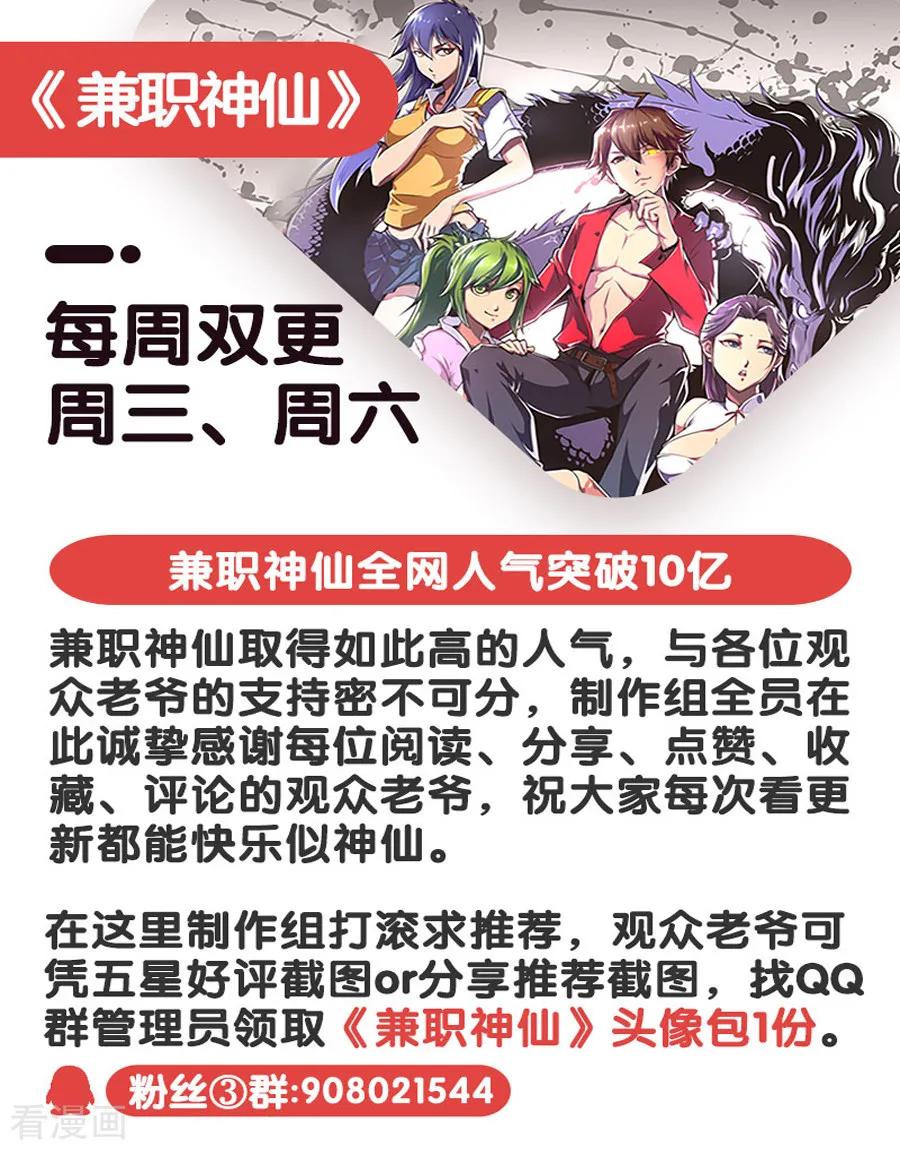 《兼职神仙》
每周双更
周三、周六
兼职神仙全网人气突破10亿
兼职神仙取得如此高的人气，与各位观
众老爷的支持密不可分，制作组全员在
此诚挚感谢每位阅读、分享、点赞、收
藏、评论的观众老爷，祝大家每次看更
新都能快乐似神仙。
在这里制作组打滚求推荐，观众老爷可
凭五星好评截图or分享推荐截图，找QQ
群管理员领取《兼职神仙》头像包1份。
粉丝③群:908021544
看漫画